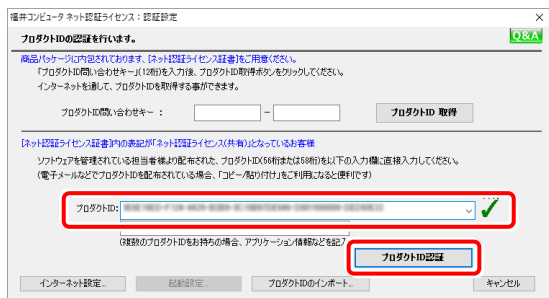 福井コンピュータ ネット認証ライセンス：認証設定
プロダクトIDの認証を行います。
Q&A
商品パッケージに内包されております、「ネット認証ライセンス証書」をご用意ください。
「プロダクトID問い合わせキー」(12桁)を入力後、プロダクトID取得ボタンをクリックしてください。
インターネットを通して、プロダクトIDを取得する事ができます。
プロダクトID問い合わせキー：
－
プロダクトID 取得
「ネット認証ライセンス証書」内の表記が「ネット認証ライセンス(共有)」となっているお客様
ソフトウェアを管理されている担当者様より配布された、プロダクトID(56桁または58桁)を以下の入力欄に直接入力してください。
(電子メールなどでプロダクトIDを配布されている場合、「コピー/貼り付け」をご利用になると便利です)
プロダクトID:
(複数のプロダクトIDをお持ちの場合、アプリケーション情報などを記入
プロダクトID認証
インターネット設定...
起動設定...
プロダクトIDのインポート...
キャンセル